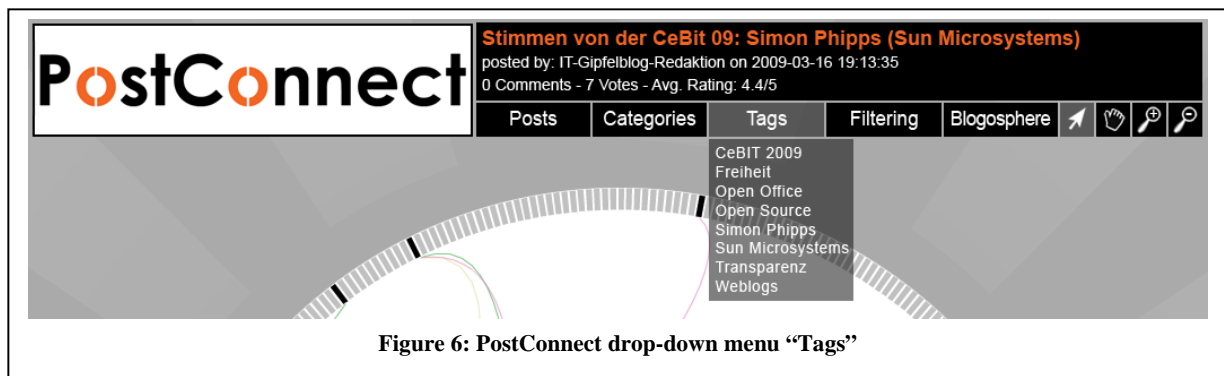 PostConnect
Stimmen von der CeBit 09: Simon Phipps (Sun Microsystems)
posted by: IT-Gipfelblog-Redaktion on 2009-03-16 19:13:35
0 Comments - 7 Votes - Avg. Rating: 4.4/5
Posts Categories Tags Filtering Blogosphere
CeBIT 2009
Freiheit
Open Office
Open Source
Simon Phipps
Sun Microsystems
Transparenz
Weblogs
Figure 6: PostConnect drop-down menu “Tags”